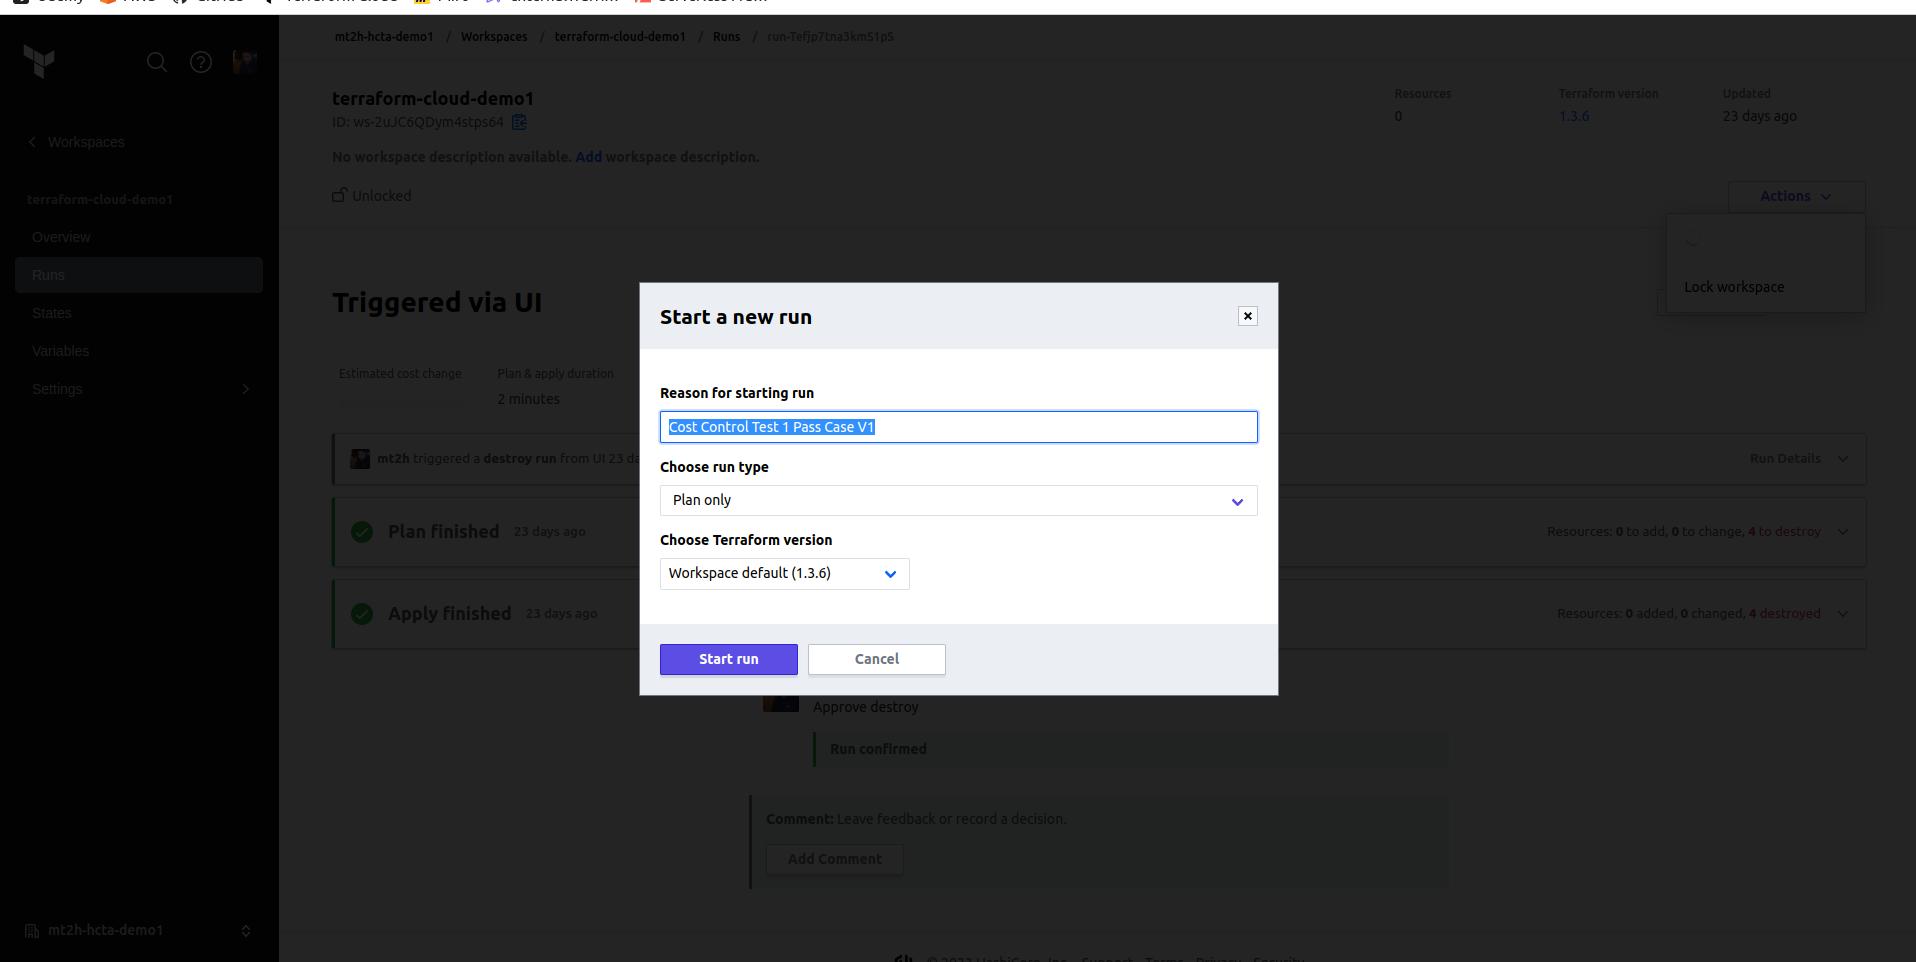 mt2h-hcta-demo1 / Workspaces / terraform-cloud-demo1 / Runs / run-Tefjp7tna3kmS1pS
terraform-cloud-demo1
ID: ws-2uJC6QDym4stps64
Resources
0
Terraform version
1.3.6
Updated
23 days ago
No workspace description available. Add workspace description.
Unlocked
Actions
Lock workspace
Workspaces
terraform-cloud-demo1
Overview
Runs
States
Variables
Settings
mt2h-hcta-demo1
Triggered via UI
Estimated cost change
Plan & apply duration
2 minutes
mt2h triggered a destroy run from UI 23 da
Run Details
Plan finished 23 days ago
Resources: 0 to add, 0 to change, 4 to destroy
Apply finished 23 days ago
Resources: 0 added, 0 changed, 4 destroyed
Start a new run
Reason for starting run
Cost Control Test 1 Pass Case V1
Choose run type
Plan only
Choose Terraform version
Workspace default (1.3.6)
Start run
Cancel
Approve destroy
Run confirmed
Comment: Leave feedback or record a decision.
Add Comment